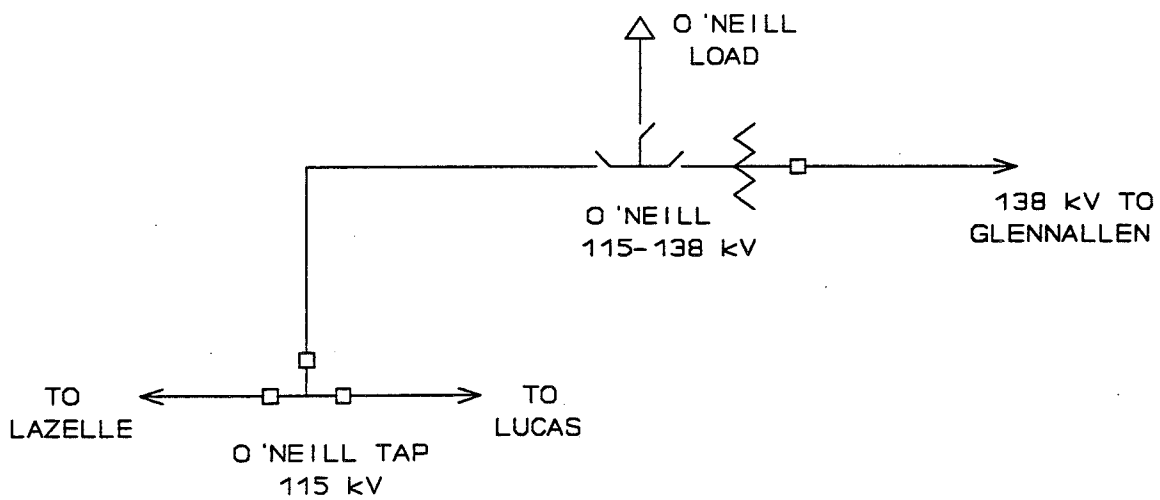 O'NEILL
LOAD
138 kV TO
GLENNALLEN
O'NEILL
115-138 kV
TO
LAZELLE
TO
LUCAS
O'NEILL TAP
115 kV